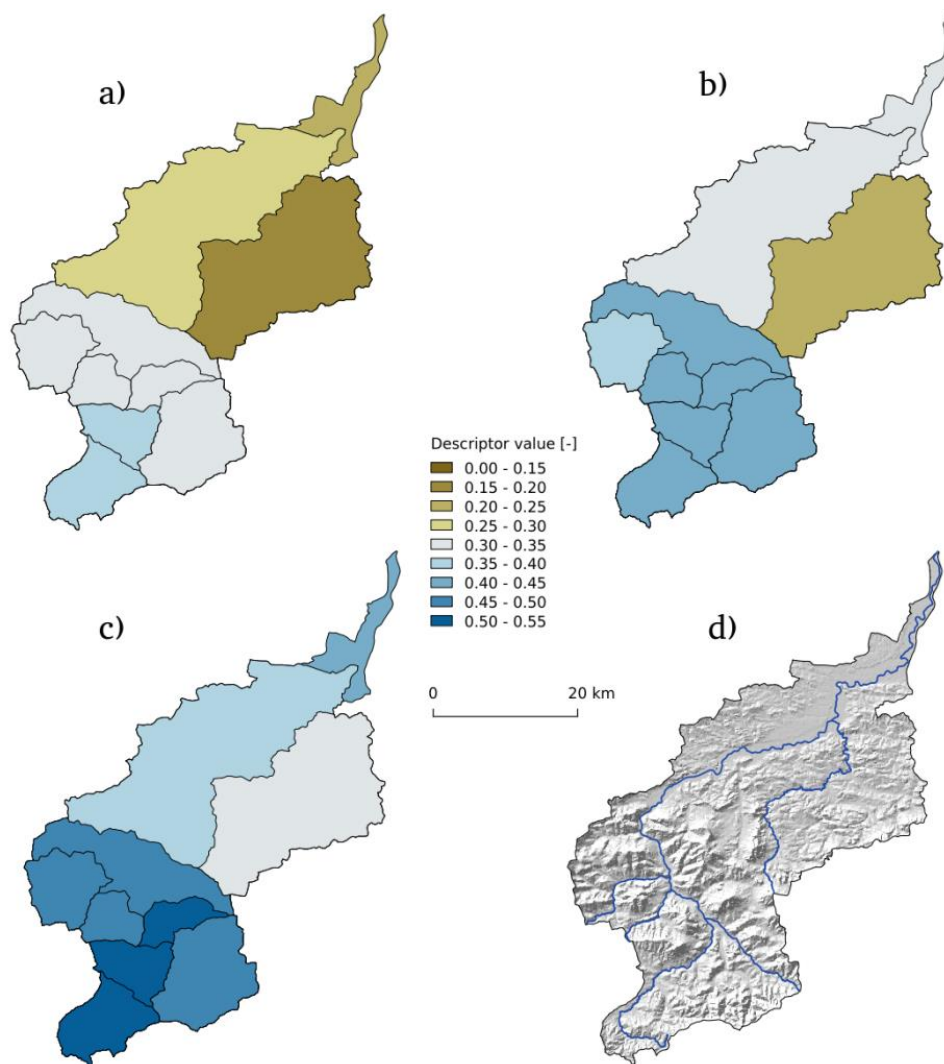 a)
b)
Descriptor value [-]
0.00 - 0.15
0.15 - 0.20
0.20 - 0.25
0.25 - 0.30
0.30 - 0.35
0.35 - 0.40
0.40 - 0.45
0.45 - 0.50
0.50 - 0.55
c)
d)
0 20 km